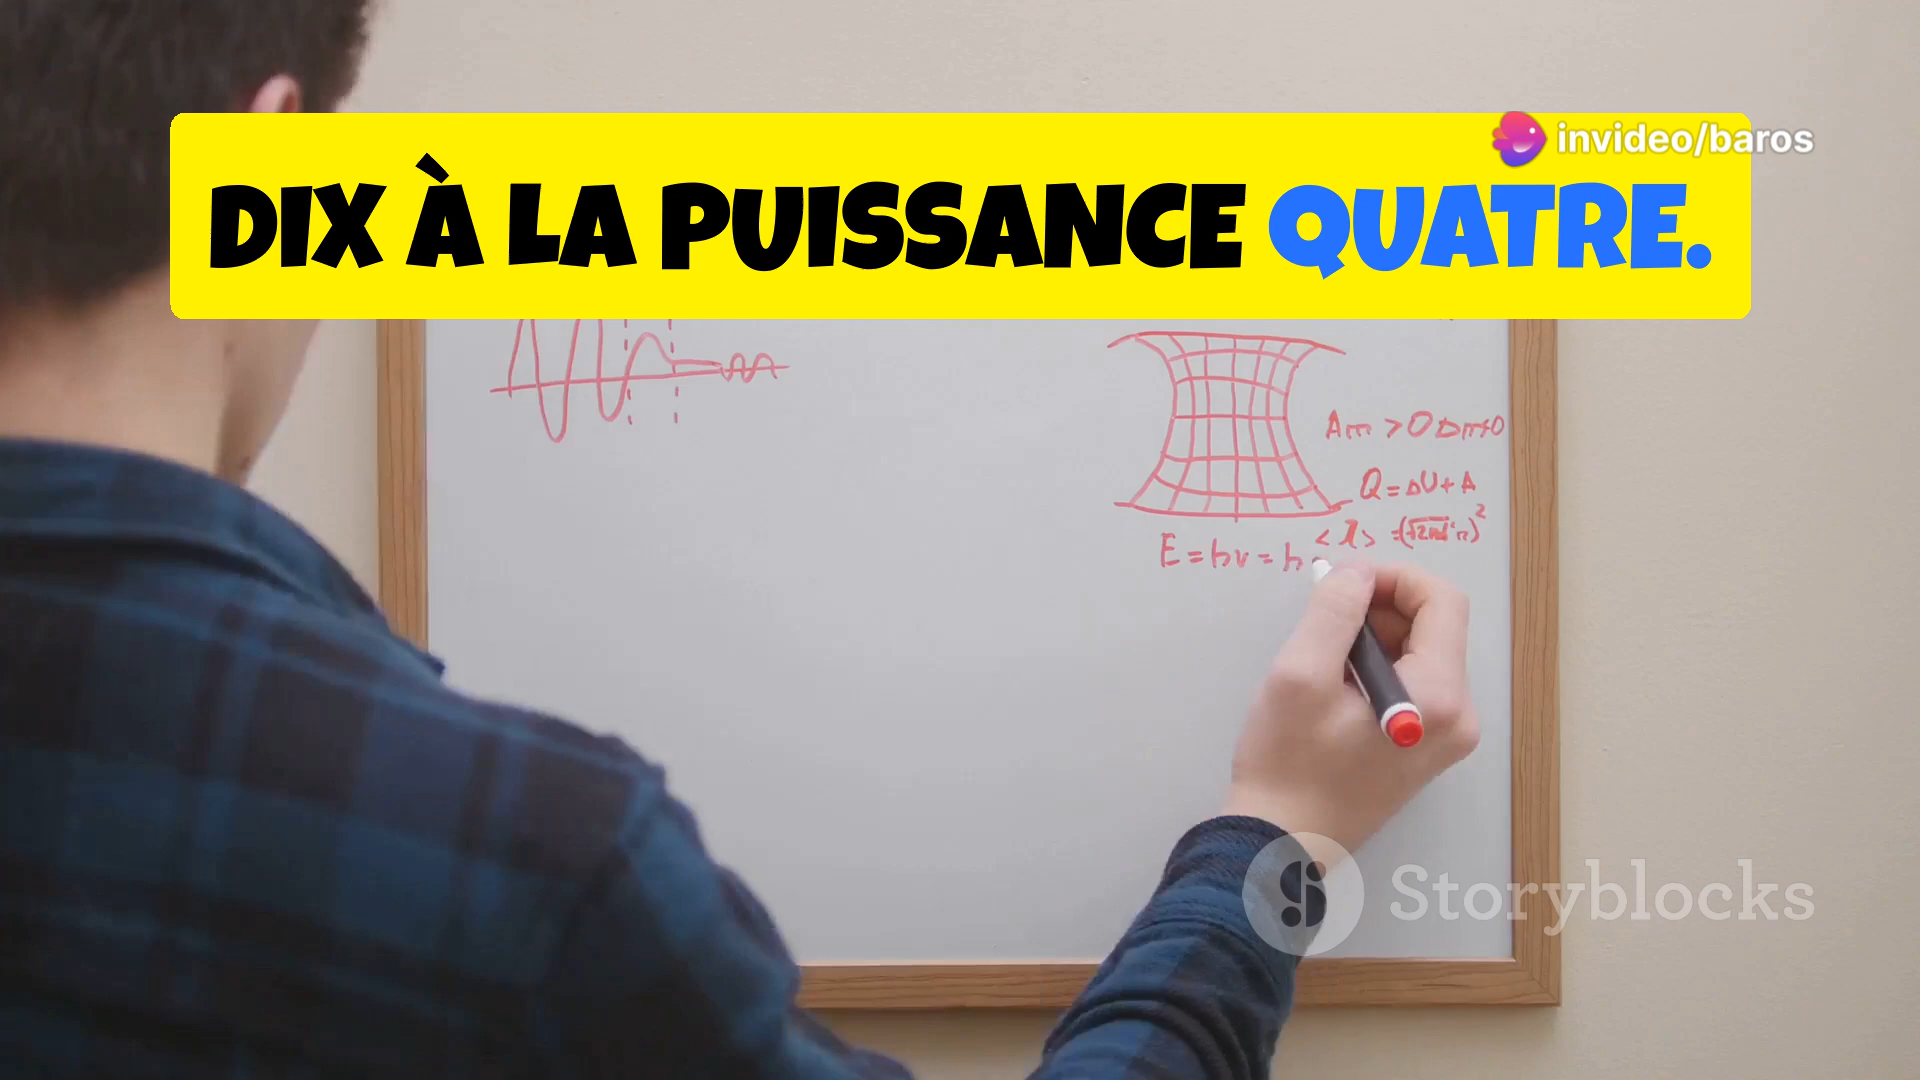 invideo/baros
DIX À LA PUISSANCE QUATRE.
Q = ΔU + A
E = hν = h
Storyblocks